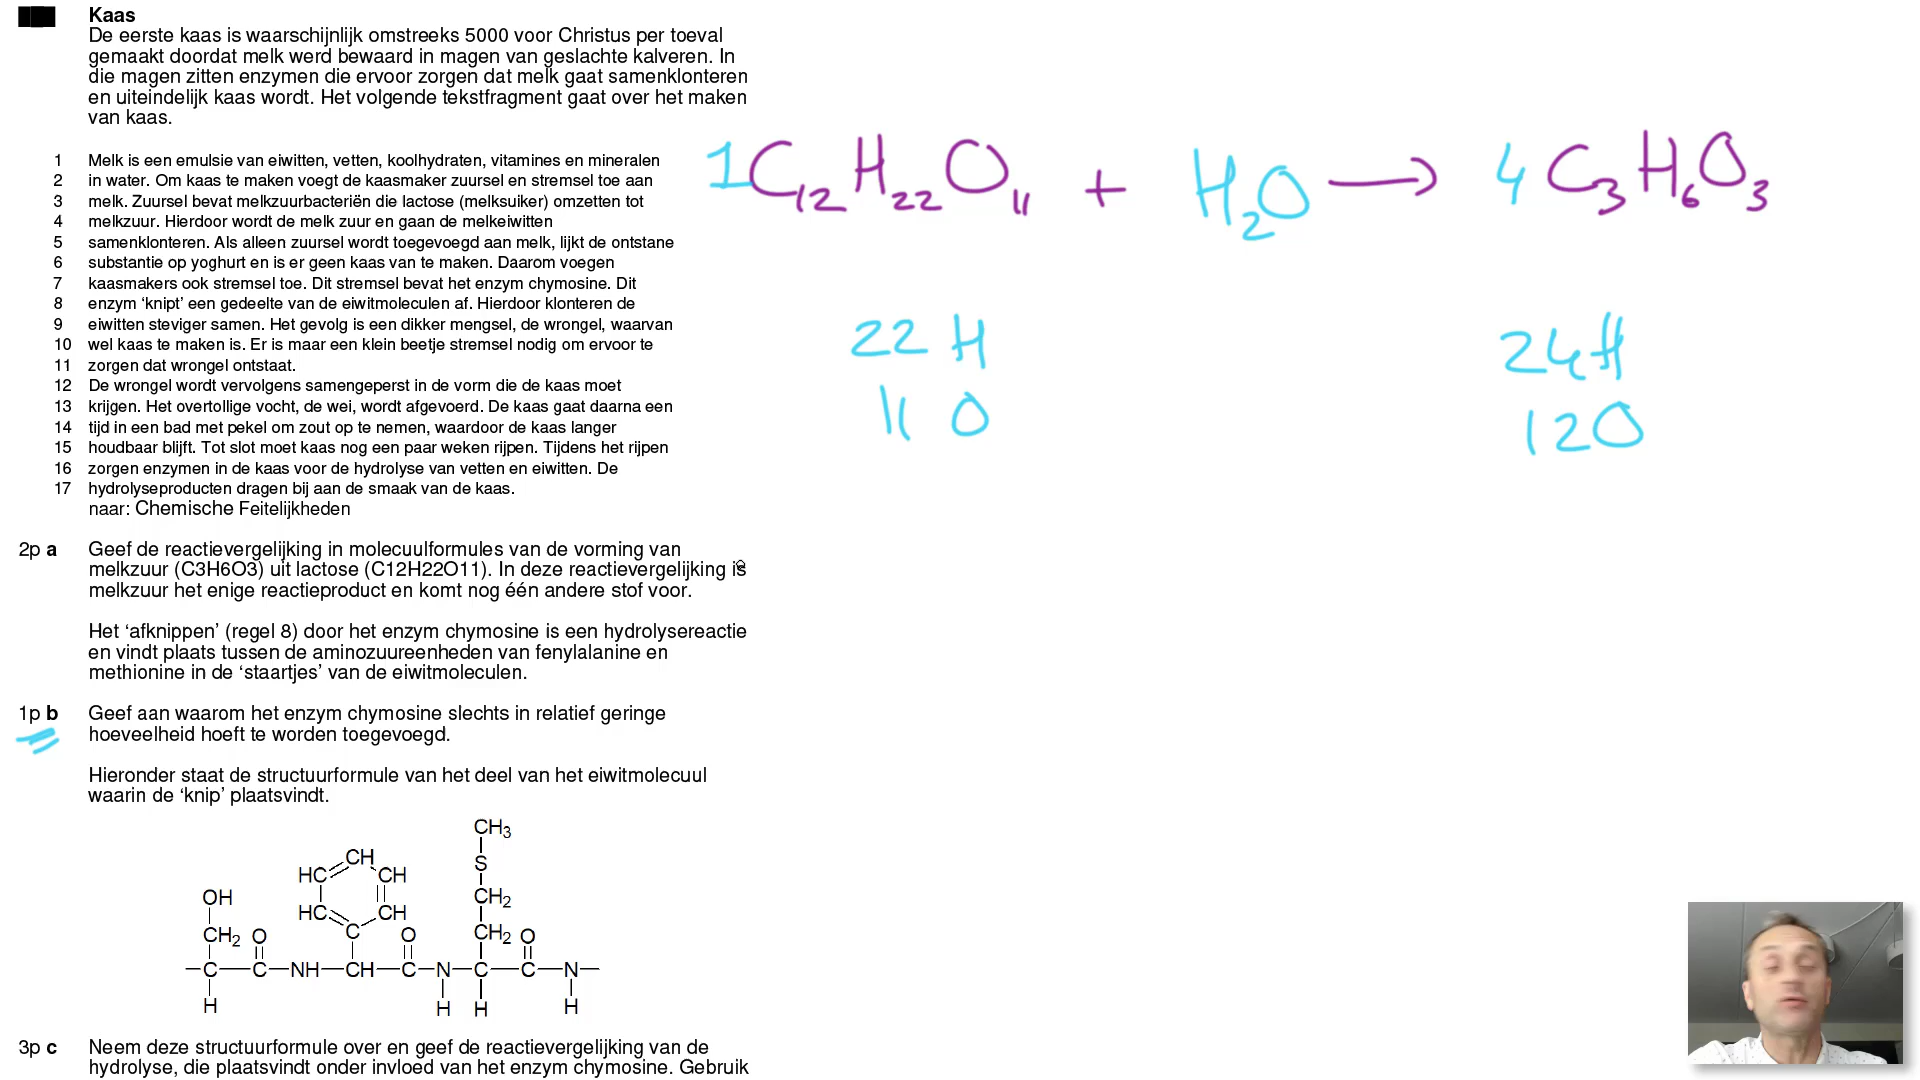 Kaas
De eerste kaas is waarschijnlijk omstreeks 5000 voor Christus per toeval
gemaakt doordat melk werd bewaard in magen van geslachte kalveren. In
die magen zitten enzymen die ervoor zorgen dat melk gaat samenklonteren
en uiteindelijk kaas wordt. Het volgende tekstfragment gaat over het maken
van kaas.
1 Melk is een emulsie van eiwitten, vetten, koolhydraten, vitamines en mineralen
2 in water. Om kaas te maken voegt de kaasmaker zuursel en stremsel toe aan
3 melk. Zuursel bevat melkzuurbacteriën die lactose (melksuiker) omzetten tot
4 melkzuur. Hierdoor wordt de melk zuur en gaan de melkeiwitten
5 samenklonteren. Als alleen zuursel wordt toegevoegd aan melk, lijkt de ontstane
6 substantie op yoghurt en is er geen kaas van te maken. Daarom voegen
7 kaasmakers ook stremsel toe. Dit stremsel bevat het enzym chymosine. Dit
8 enzym ‘knipt’ een gedeelte van de eiwitmoleculen af. Hierdoor klonteren de
9 eiwitten steviger samen. Het gevolg is een dikker mengsel, de wrongel, waarvan
10 wel kaas te maken is. Er is maar een klein beetje stremsel nodig om ervoor te
11 zorgen dat wrongel ontstaat.
12 De wrongel wordt vervolgens samengeperst in de vorm die de kaas moet
13 krijgen. Het overtollige vocht, de wei, wordt afgevoerd. De kaas gaat daarna een
14 tijd in een bad met pekel om zout op te nemen, waardoor de kaas langer
15 houdbaar blijft. Tot slot moet kaas nog een paar weken rijpen. Tijdens het rijpen
16 zorgen enzymen in de kaas voor de hydrolyse van vetten en eiwitten. De
17 hydrolyseproducten dragen bij aan de smaak van de kaas.
naar: Chemische Feitelijkheden
2p a Geef de reactievergelijking in molecuulformules van de vorming van
melkzuur (C3H6O3) uit lactose (C12H22O11). In deze reactievergelijking is
melkzuur het enige reactieproduct en komt nog één andere stof voor.
Het ‘afknippen’ (regel 8) door het enzym chymosine is een hydrolysereactie
en vindt plaats tussen de aminozuureenheden van fenylalanine en
methionine in de ‘staartjes’ van de eiwitmoleculen.
1p b Geef aan waarom het enzym chymosine slechts in relatief geringe
hoeveelheid hoeft te worden toegevoegd.
Hieronder staat de structuurformule van het deel van het eiwitmolecuul
waarin de ‘knip’ plaatsvindt.
CH3
CH S
HC CH
OH CH2
HC CH
CH2 O C O CH2 O
C C NH CH C N C C N
H H H H
3p c Neem deze structuurformule over en geef de reactievergelijking van de
hydrolyse, die plaatsvindt onder invloed van het enzym chymosine. Gebruik
1 C12H22O11 + H2O → 4 C3H6O3
22 H 24 H
11 O 12 O